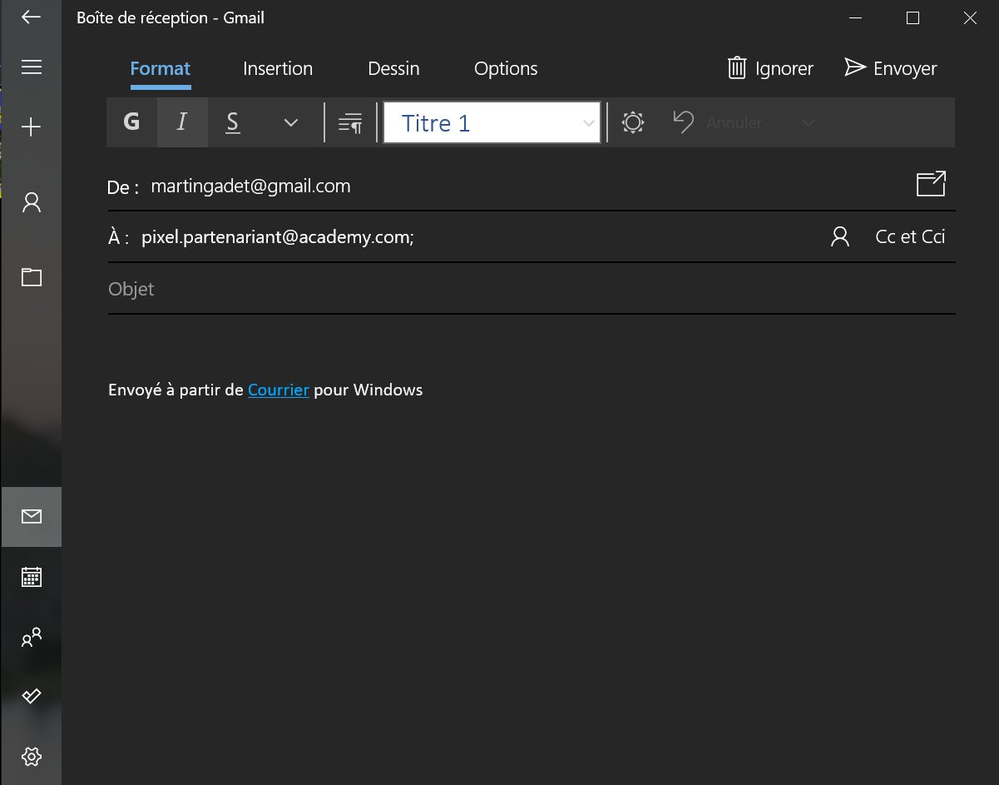 Boîte de réception - Gmail
Format Insertion Dessin Options Ignorer Envoyer
G I S Titre 1 Annuler
De : martingadet@gmail.com
À : pixel.partenariant@academy.com; Cc et Cci
Objet
Envoyé à partir de Courrier pour Windows